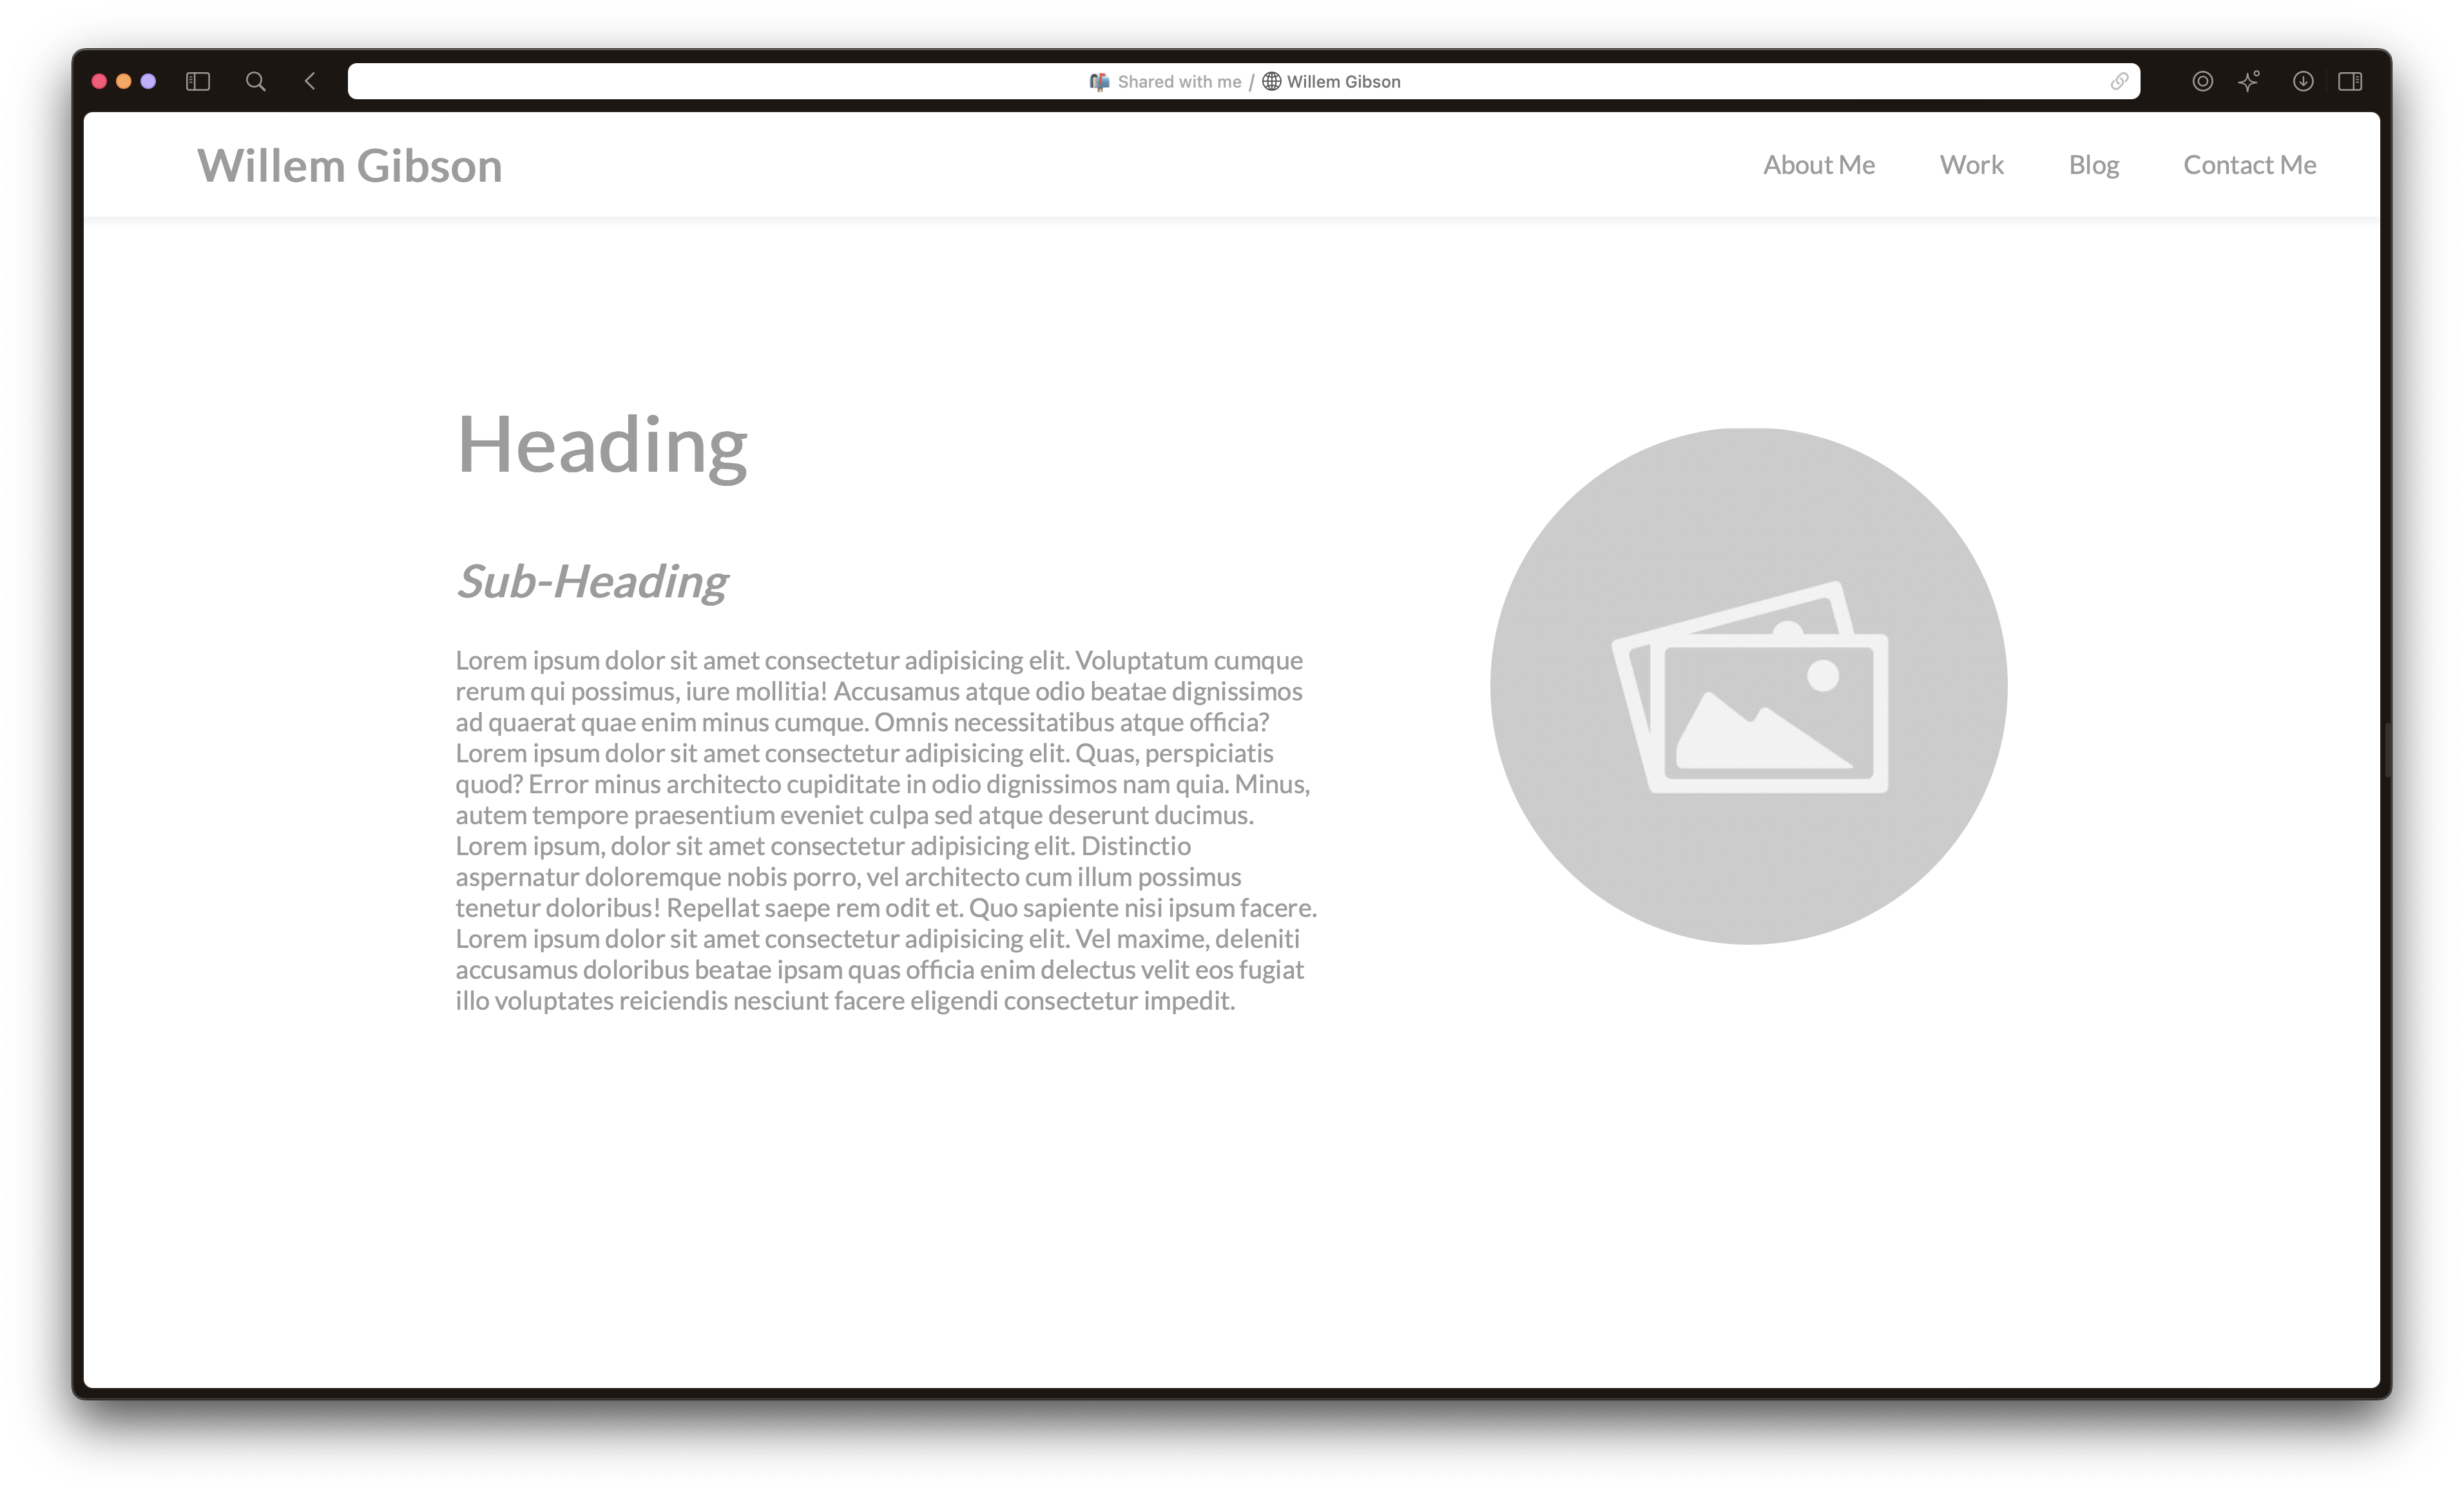 Shared with me / Willem Gibson
Willem Gibson
About Me Work Blog Contact Me
Heading
Sub-Heading
Lorem ipsum dolor sit amet consectetur adipisicing elit. Voluptatum cumque
rerum qui possimus, iure mollitia! Accusamus atque odio beatae dignissimos
ad quaerat quae enim minus cumque. Omnis necessitatibus atque officia?
Lorem ipsum dolor sit amet consectetur adipisicing elit. Quas, perspiciatis
quod? Error minus architecto cupiditate in odio dignissimos nam quia. Minus,
autem tempore praesentium eveniet culpa sed atque deserunt ducimus.
Lorem ipsum, dolor sit amet consectetur adipisicing elit. Distinctio
aspernatur doloremque nobis porro, vel architecto cum illum possimus
tenetur doloribus! Repellat saepe rem odit et. Quo sapiente nisi ipsum facere.
Lorem ipsum dolor sit amet consectetur adipisicing elit. Vel maxime, deleniti
accusamus doloribus beatae ipsam quas officia enim delectus velit eos fugiat
illo voluptates reiciendis nesciunt facere eligendi consectetur impedit.